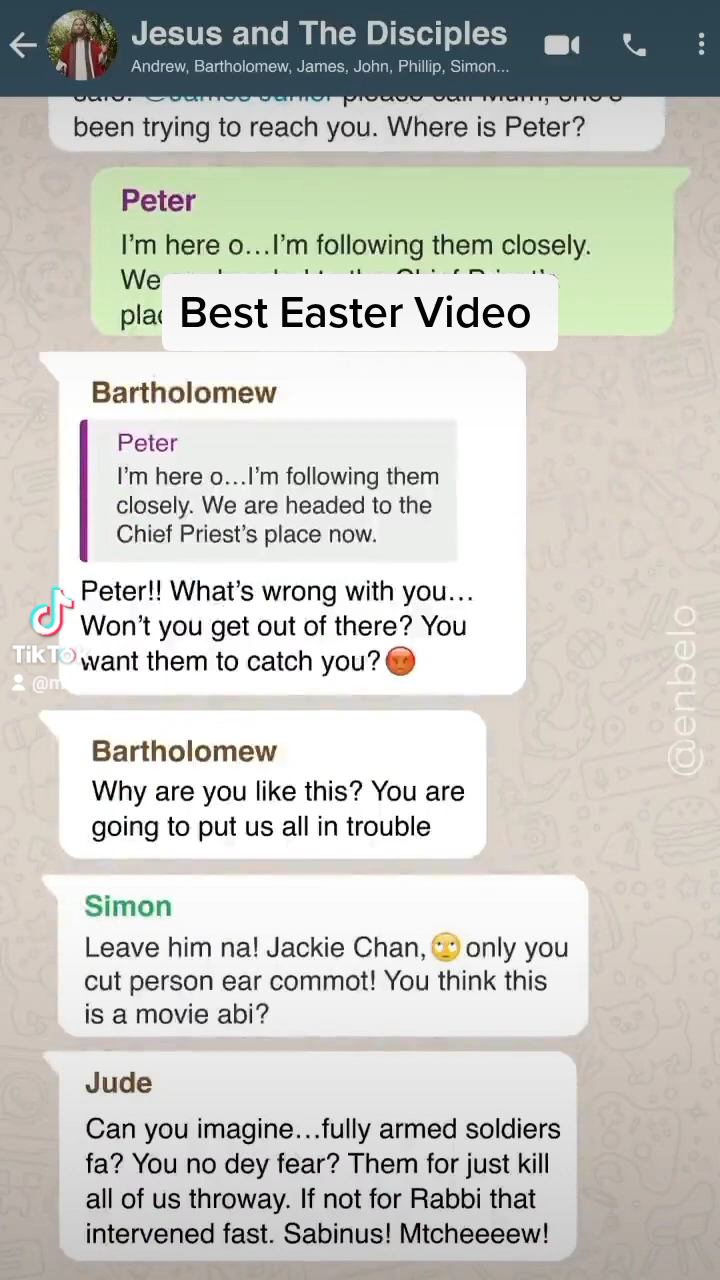 Jesus and The Disciples
Andrew, Bartholomew, James, John, Phillip, Simon...
please call Mum, she's
been trying to reach you. Where is Peter?
Peter
I'm here o...I'm following them closely.
We
Best Easter Video
Bartholomew
Peter
I'm here o...I'm following them
closely. We are headed to the
Chief Priest's place now.
Peter!! What's wrong with you...
Won't you get out of there? You
want them to catch you?😡
TikTok
@enbelo
Bartholomew
Why are you like this? You are
going to put us all in trouble
Simon
Leave him na! Jackie Chan,🙄only you
cut person ear commot! You think this
is a movie abi?
Jude
Can you imagine...fully armed soldiers
fa? You no dey fear? Them for just kill
all of us throway. If not for Rabbi that
intervened fast. Sabinus! Mtcheeeew!